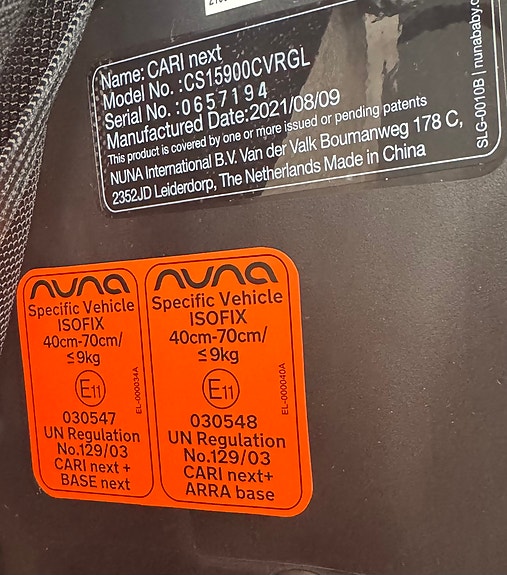 Name: CARI next
Model No. :CS15900CVRGL
Serial No. :0657194
Manufactured Date:2021/08/09
This product is covered by one or more issued or pending patents
NUNA International B.V. Van der Valk Boumanweg 178 C,
2352JD Leiderdorp, The Netherlands Made in China
SLG-0010B | nunababy.c
nuna
Specific Vehicle
ISOFIX
40cm-70cm/
≤9kg
E11
EL-000034A
030547
UN Regulation
No.129/03
CARI next +
BASE next
nuna
Specific Vehicle
ISOFIX
40cm-70cm/
≤9kg
E11
EL-000040A
030548
UN Regulation
No.129/03
CARI next+
ARRA base